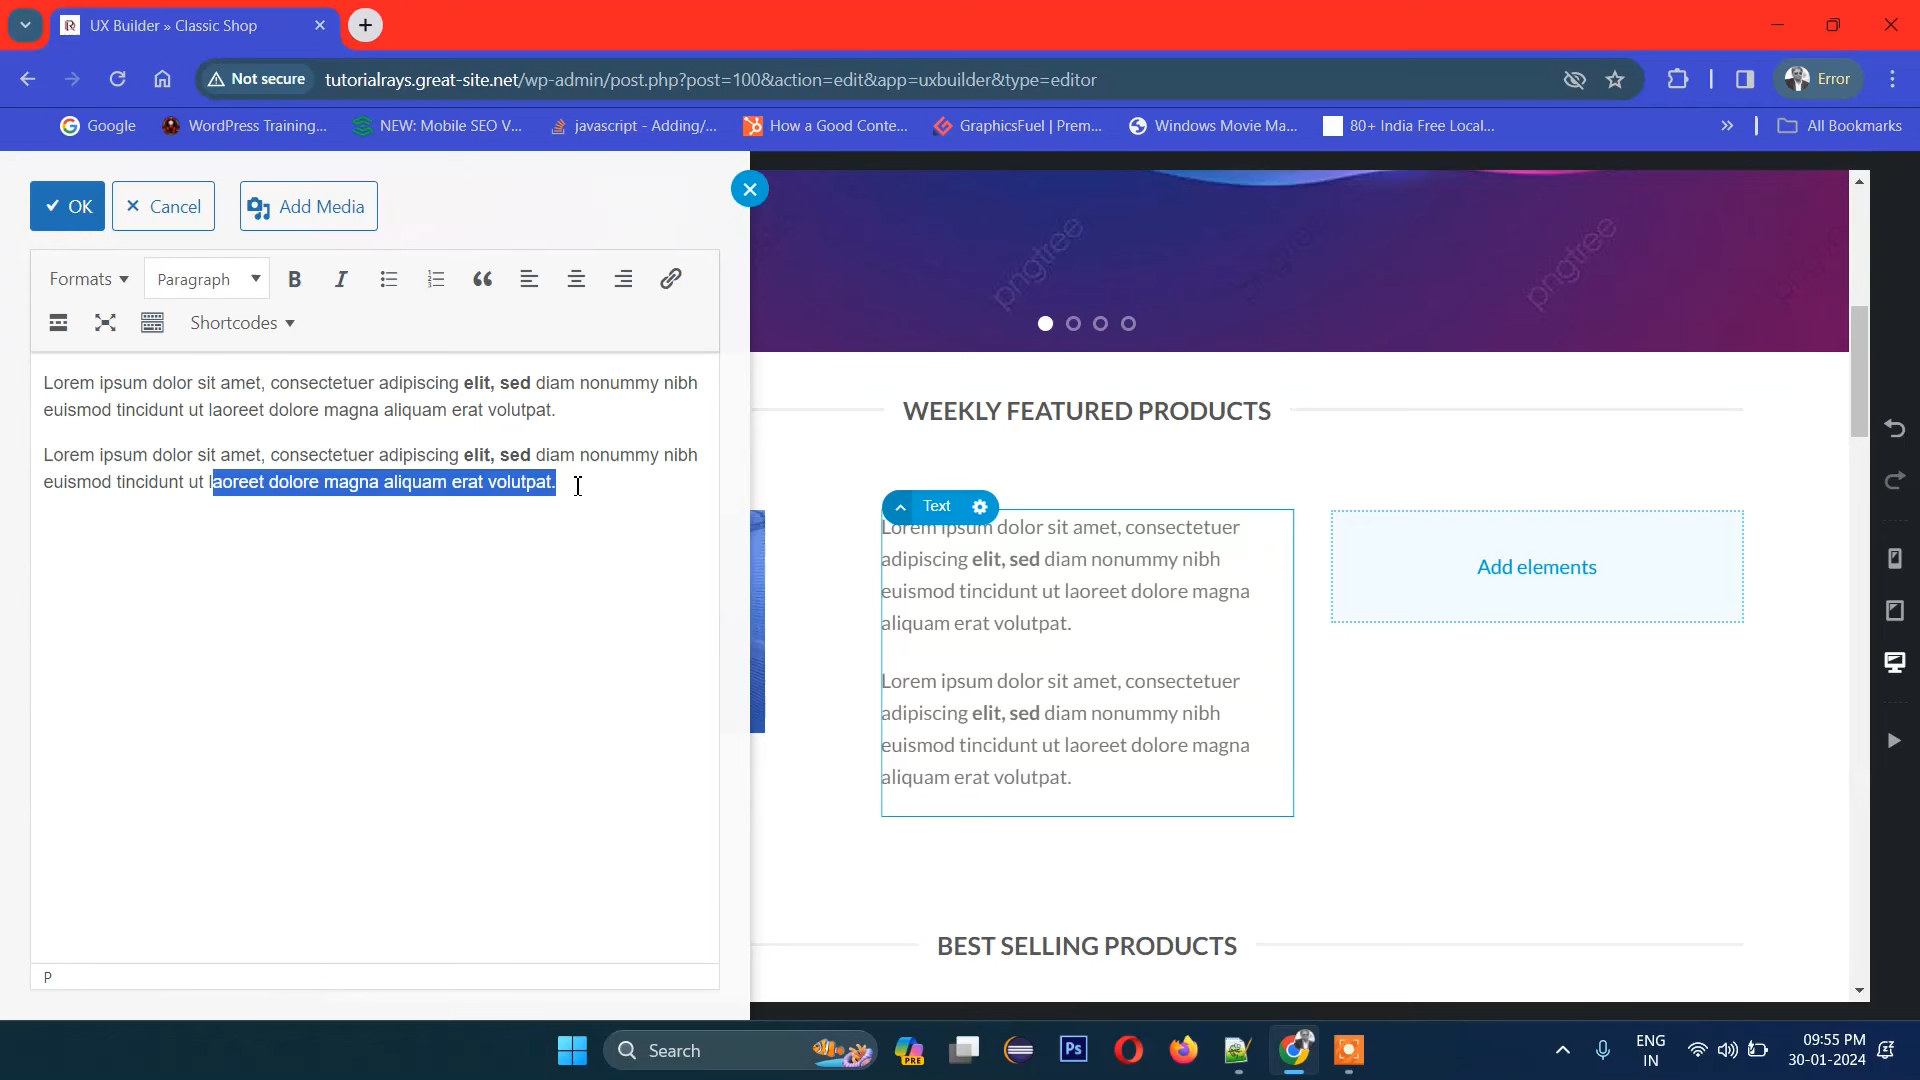 UX Builder » Classic Shop
Not secure
tutorialrays.great-site.net/wp-admin/post.php?post=100&action=edit&app=uxbuilder&type=editor
Error
Google
WordPress Training...
NEW: Mobile SEO V...
javascript - Adding/...
How a Good Conte...
GraphicsFuel | Prem...
Windows Movie Ma...
80+ India Free Local...
All Bookmarks
OK
Cancel
Add Media
Formats
Paragraph
Shortcodes
Lorem ipsum dolor sit amet, consectetuer adipiscing elit, sed diam nonummy nibh
euismod tincidunt ut laoreet dolore magna aliquam erat volutpat.
Lorem ipsum dolor sit amet, consectetuer adipiscing elit, sed diam nonummy nibh
euismod tincidunt ut laoreet dolore magna aliquam erat volutpat.
P
pngtree
pngtree
WEEKLY FEATURED PRODUCTS
Text
Lorem ipsum dolor sit amet, consectetuer
adipiscing elit, sed diam nonummy nibh
euismod tincidunt ut laoreet dolore magna
aliquam erat volutpat.
Lorem ipsum dolor sit amet, consectetuer
adipiscing elit, sed diam nonummy nibh
euismod tincidunt ut laoreet dolore magna
aliquam erat volutpat.
Add elements
BEST SELLING PRODUCTS
Search
PRE
Ps
ENG
IN
09:55 PM
30-01-2024